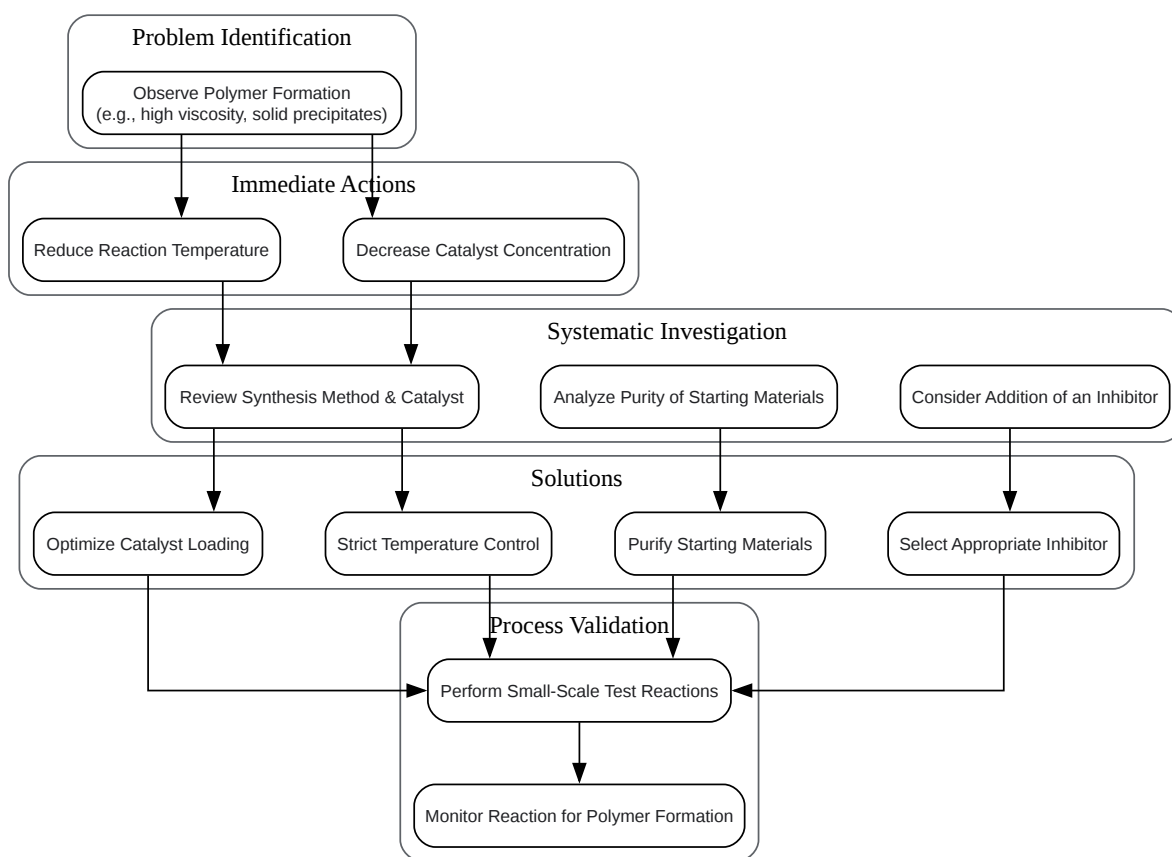 Problem Identification
Observe Polymer Formation
(e.g., high viscosity, solid precipitates)
Immediate Actions
Reduce Reaction Temperature
Decrease Catalyst Concentration
Systematic Investigation
Review Synthesis Method & Catalyst
Analyze Purity of Starting Materials
Consider Addition of an Inhibitor
Solutions
Optimize Catalyst Loading
Strict Temperature Control
Purify Starting Materials
Select Appropriate Inhibitor
Process Validation
Perform Small-Scale Test Reactions
Monitor Reaction for Polymer Formation